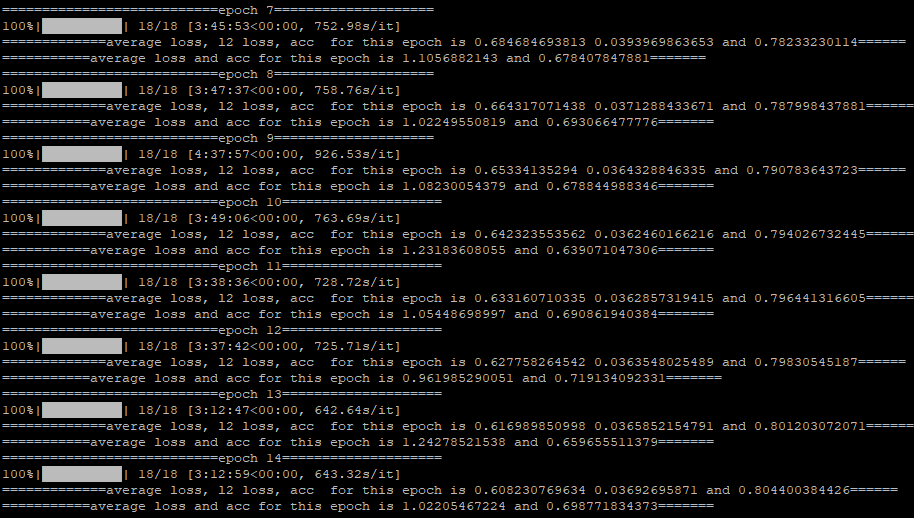 ===========================epoch 7====================
100%|██████████| 18/18 [3:45:53<00:00, 752.98s/it]
=============average loss, l2 loss, acc  for this epoch is 0.684684693813 0.0393969863653 and 0.78233230114======
===========average loss and acc for this epoch is 1.1056882143 and 0.678407847881=======
===========================epoch 8====================
100%|██████████| 18/18 [3:47:37<00:00, 758.76s/it]
=============average loss, l2 loss, acc  for this epoch is 0.664317071438 0.0371288433671 and 0.787998437881======
===========average loss and acc for this epoch is 1.02249550819 and 0.693066477776=======
===========================epoch 9====================
100%|██████████| 18/18 [4:37:57<00:00, 926.53s/it]
=============average loss, l2 loss, acc  for this epoch is 0.65334135294 0.0364328846335 and 0.790783643723======
===========average loss and acc for this epoch is 1.08230054379 and 0.678844988346=======
===========================epoch 10====================
100%|██████████| 18/18 [3:49:06<00:00, 763.69s/it]
=============average loss, l2 loss, acc  for this epoch is 0.642323553562 0.0362460166216 and 0.794026732445======
===========average loss and acc for this epoch is 1.23183608055 and 0.639071047306=======
===========================epoch 11====================
100%|██████████| 18/18 [3:38:36<00:00, 728.72s/it]
=============average loss, l2 loss, acc  for this epoch is 0.633160710335 0.0362857319415 and 0.796441316605======
===========average loss and acc for this epoch is 1.05448698997 and 0.690861940384=======
===========================epoch 12====================
100%|██████████| 18/18 [3:37:42<00:00, 725.71s/it]
=============average loss, l2 loss, acc  for this epoch is 0.627758264542 0.0363548025489 and 0.79830545187======
===========average loss and acc for this epoch is 0.961985290051 and 0.719134092331=======
===========================epoch 13====================
100%|██████████| 18/18 [3:12:47<00:00, 642.64s/it]
=============average loss, l2 loss, acc  for this epoch is 0.616989850998 0.0365852154791 and 0.801203072071======
===========average loss and acc for this epoch is 1.24278521538 and 0.659655511379=======
===========================epoch 14====================
100%|██████████| 18/18 [3:12:59<00:00, 643.32s/it]
=============average loss, l2 loss, acc  for this epoch is 0.608230769634 0.03692695871 and 0.804400384426======
===========average loss and acc for this epoch is 1.02205467224 and 0.698771834373=======